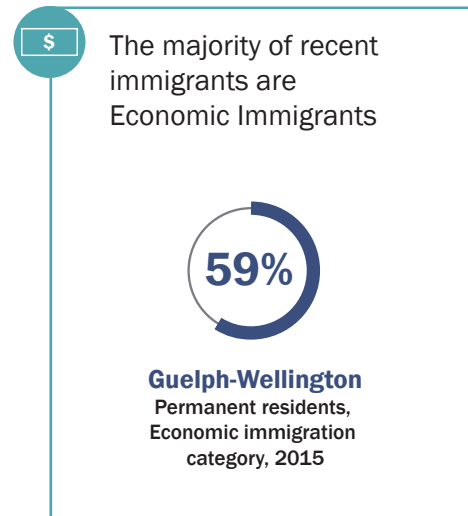 $
The majority of recent
immigrants are
Economic Immigrants
59%
Guelph-Wellington
Permanent residents,
Economic immigration
category, 2015